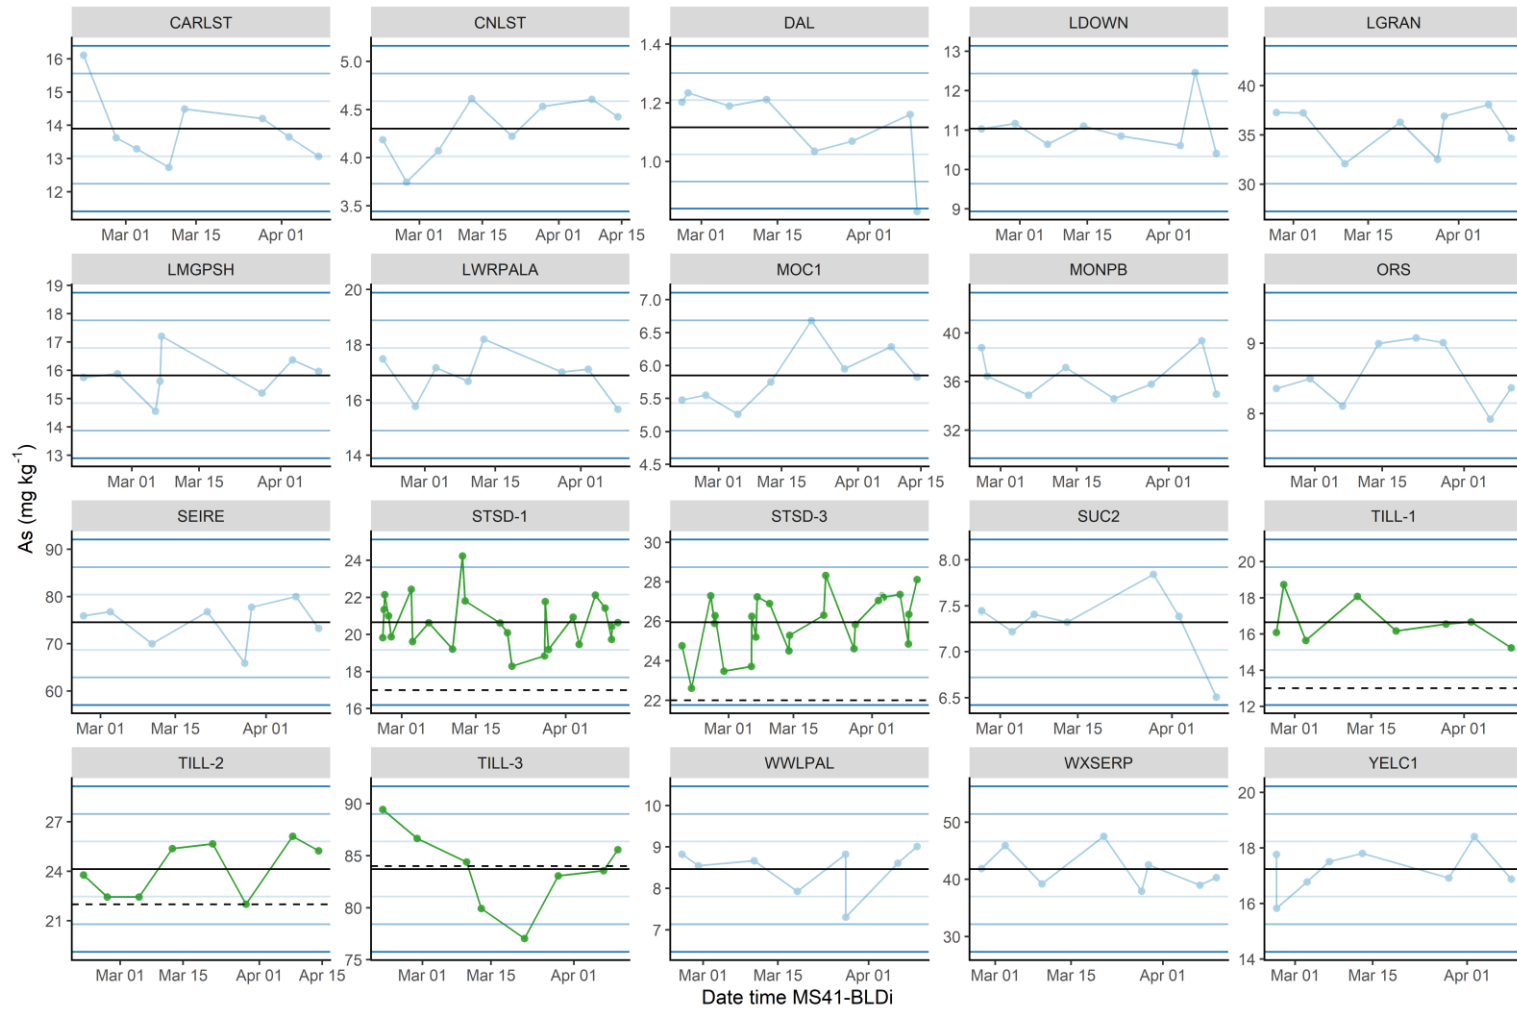 CARLST CNLST DAL LDOWN LGRAN
16 15 14 13 12
5.0 4.5 4.0 3.5
1.4 1.2 1.0
13 12 11 10 9
40 35 30
Mar 01 Mar 15 Apr 01
Mar 01 Mar 15 Apr 01 Apr 15
Mar 01 Mar 15 Apr 01
Mar 01 Mar 15 Apr 01
Mar 01 Mar 15 Apr 01
LMGPSH LWRPALA MOC1 MONPB ORS
19 18 17 16 15 14 13
20 18 16 14
7.0 6.5 6.0 5.5 5.0 4.5
40 36 32
9 8
Mar 01 Mar 15 Apr 01
Mar 01 Mar 15 Apr 01
Mar 01 Mar 15 Apr 01 Apr 15
Mar 01 Mar 15 Apr 01
Mar 01 Mar 15 Apr 01
As (mg kg⁻¹)
SEIRE STSD-1 STSD-3 SUC2 TILL-1
90 80 70 60
24 22 20 18 16
30 28 26 24 22
8.0 7.5 7.0 6.5
20 18 16 14 12
Mar 01 Mar 15 Apr 01
Mar 01 Mar 15 Apr 01
Mar 01 Mar 15 Apr 01
Mar 01 Mar 15 Apr 01
Mar 01 Mar 15 Apr 01
TILL-2 TILL-3 WWLPAL WXSERP YELC1
27 24 21
90 85 80 75
10 9 8 7
50 40 30
20 18 16 14
Mar 01 Mar 15 Apr 01 Apr 15
Mar 01 Mar 15 Apr 01
Mar 01 Mar 15 Apr 01
Mar 01 Mar 15 Apr 01
Mar 01 Mar 15 Apr 01
Date time MS41-BLDi